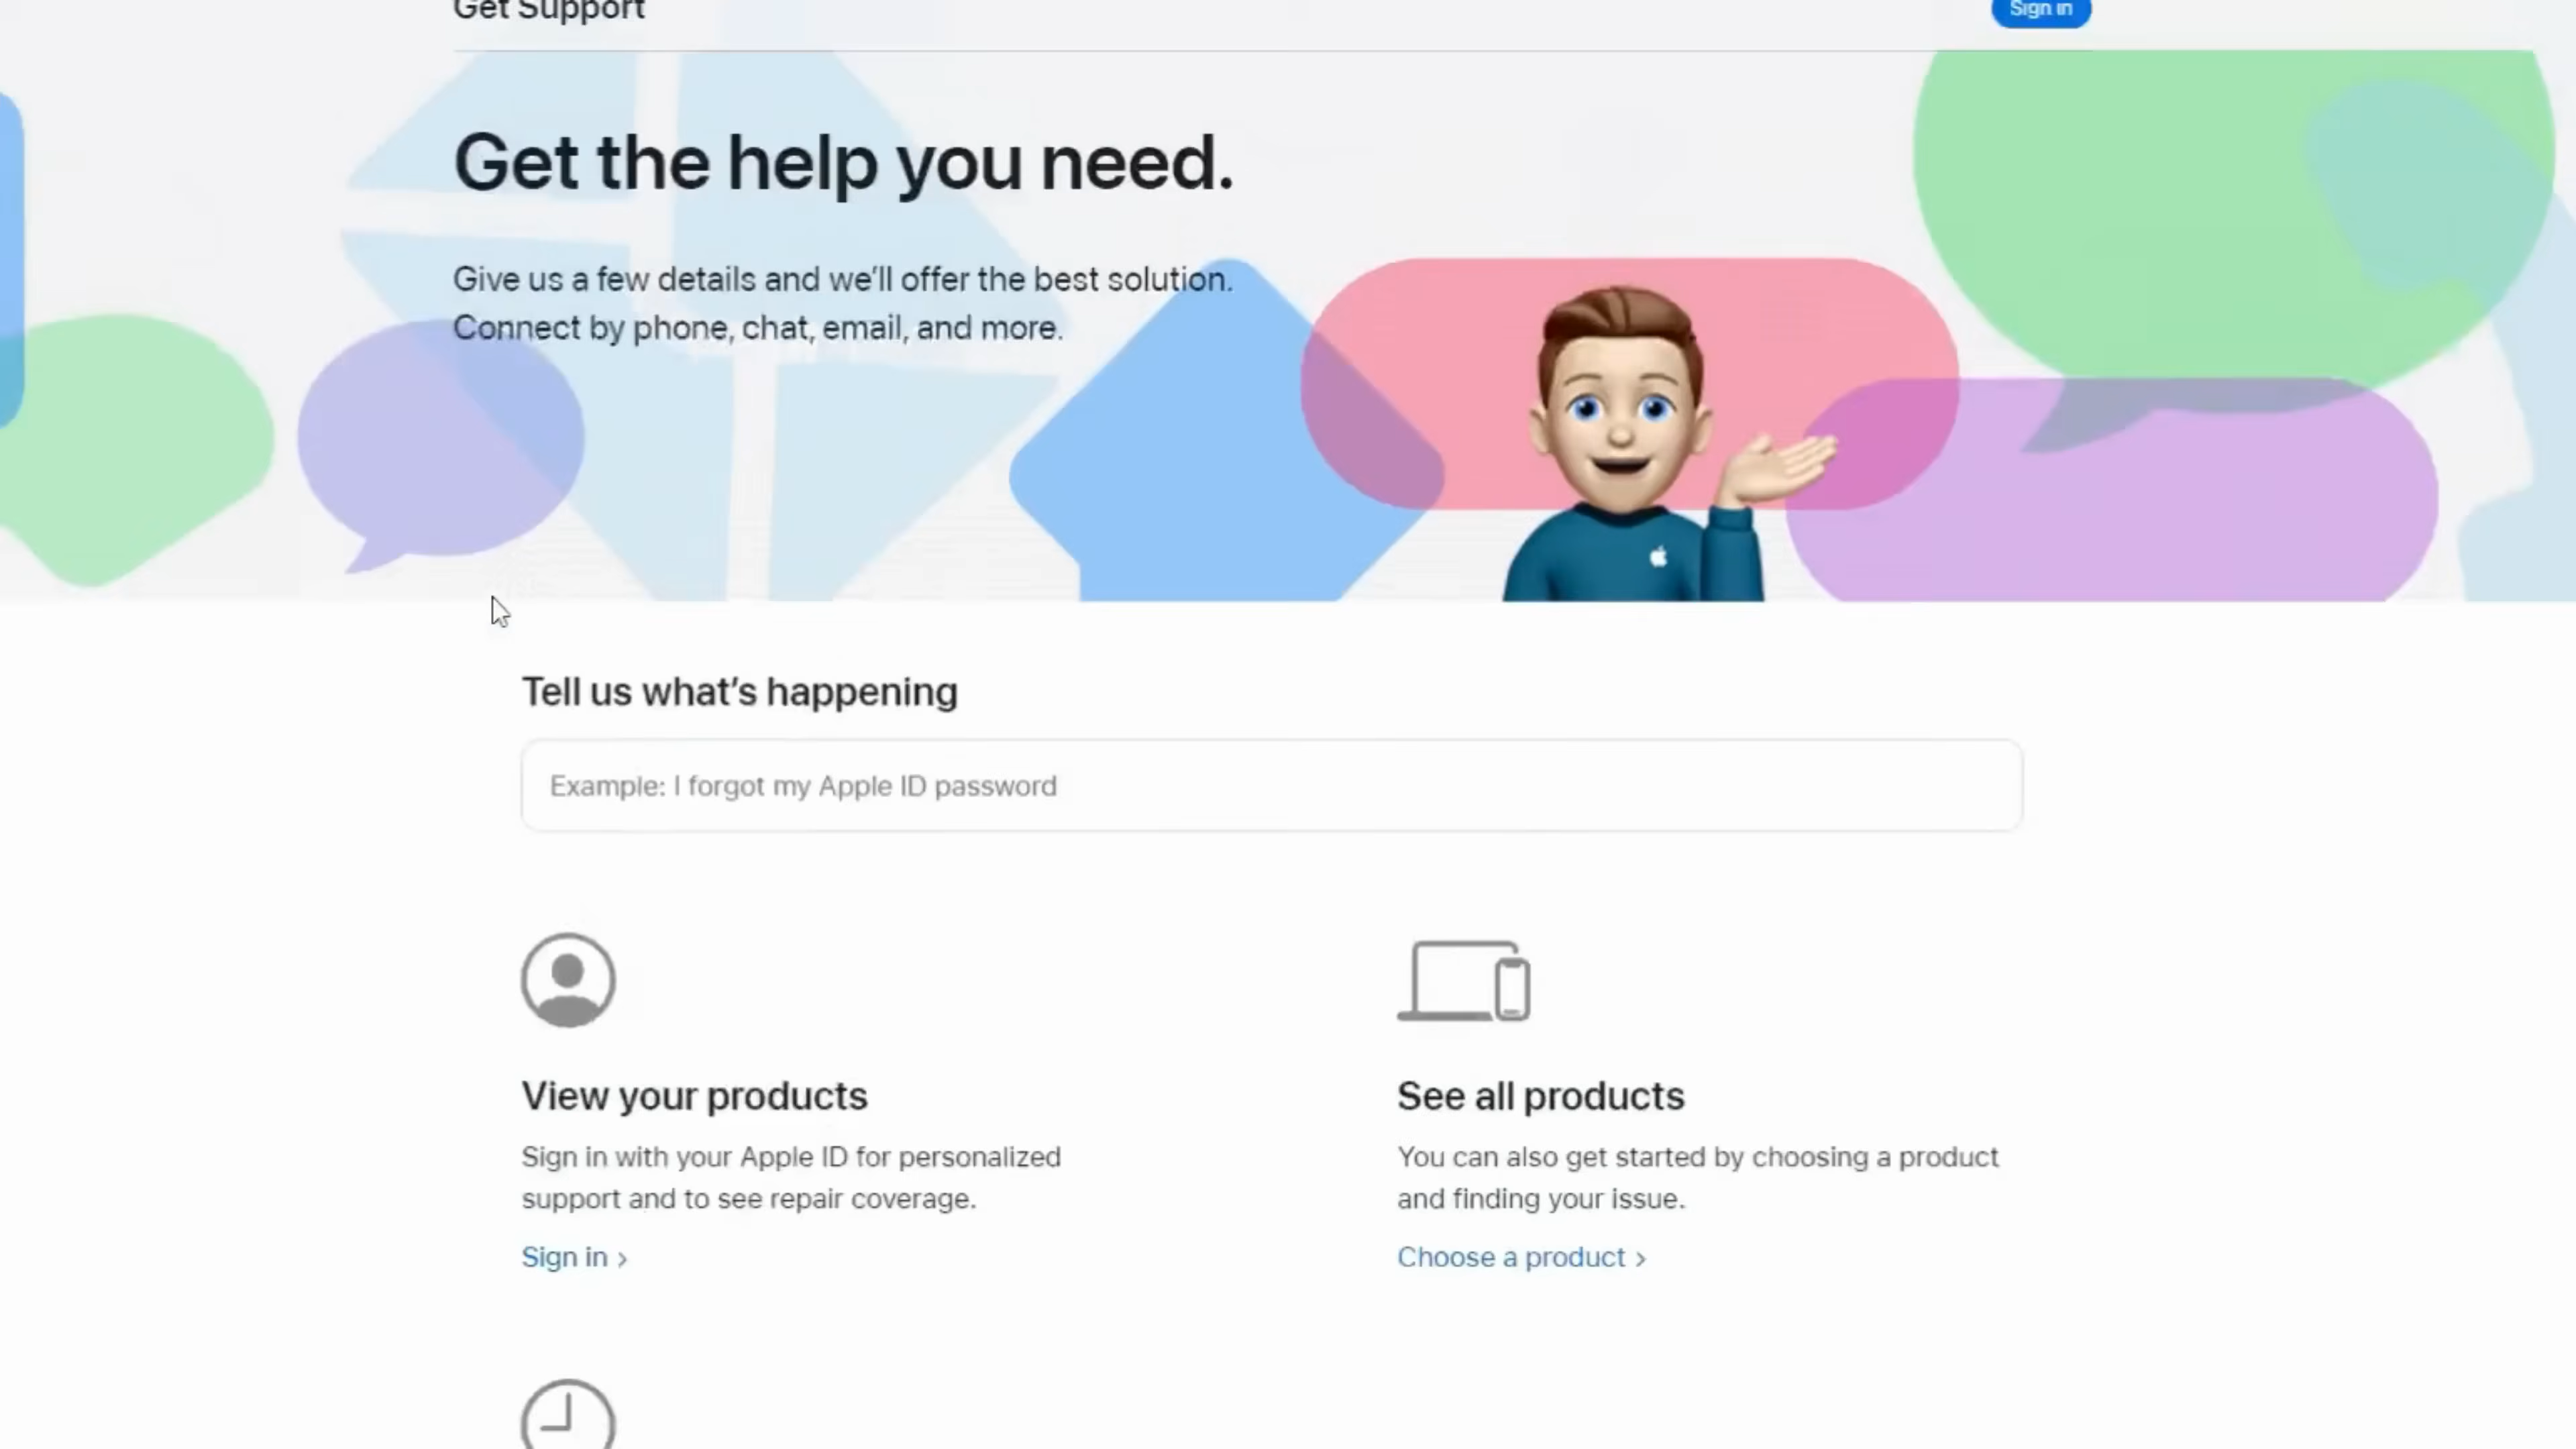 Get Support
Sign in
Get the help you need.
Give us a few details and we'll offer the best solution.
Connect by phone, chat, email, and more.
Tell us what's happening
Example: I forgot my Apple ID password
View your products
Sign in with your Apple ID for personalized
support and to see repair coverage.
Sign in >
See all products
You can also get started by choosing a product
and finding your issue.
Choose a product >